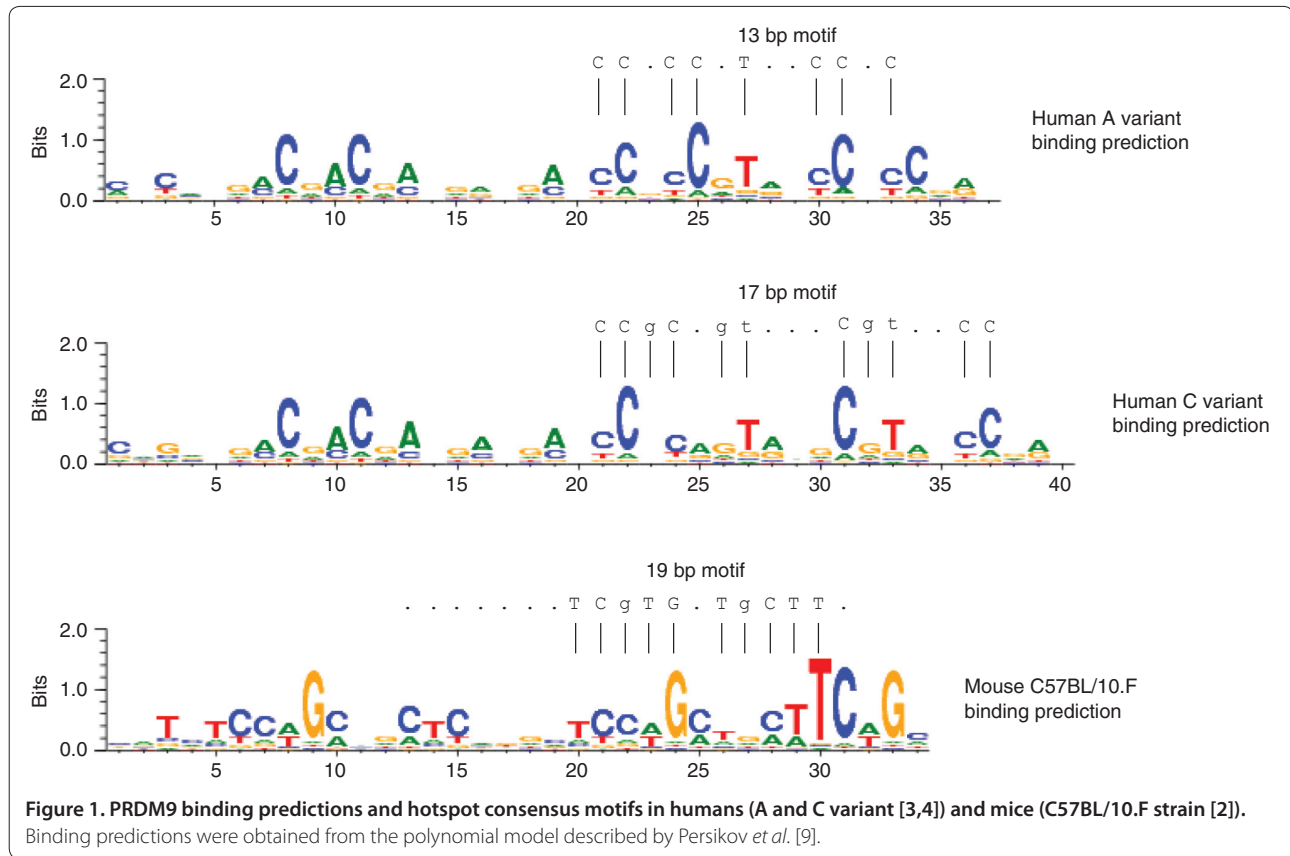 13 bp motif
C C . C C . T . . C C . C
2.0
1.0
0.0
Bits
5 10 15 20 25 30 35
Human A variant
binding prediction
17 bp motif
C C g C . g t . . . C g t . . C C
2.0
1.0
0.0
Bits
5 10 15 20 25 30 35 40
Human C variant
binding prediction
19 bp motif
. . . . . . . T C g T G . T g C T T .
2.0
1.0
0.0
Bits
5 10 15 20 25 30
Mouse C57BL/10.F
binding prediction
Figure 1. PRDM9 binding predictions and hotspot consensus motifs in humans (A and C variant [3,4]) and mice (C57BL/10.F strain [2]).
Binding predictions were obtained from the polynomial model described by Persikov et al. [9].